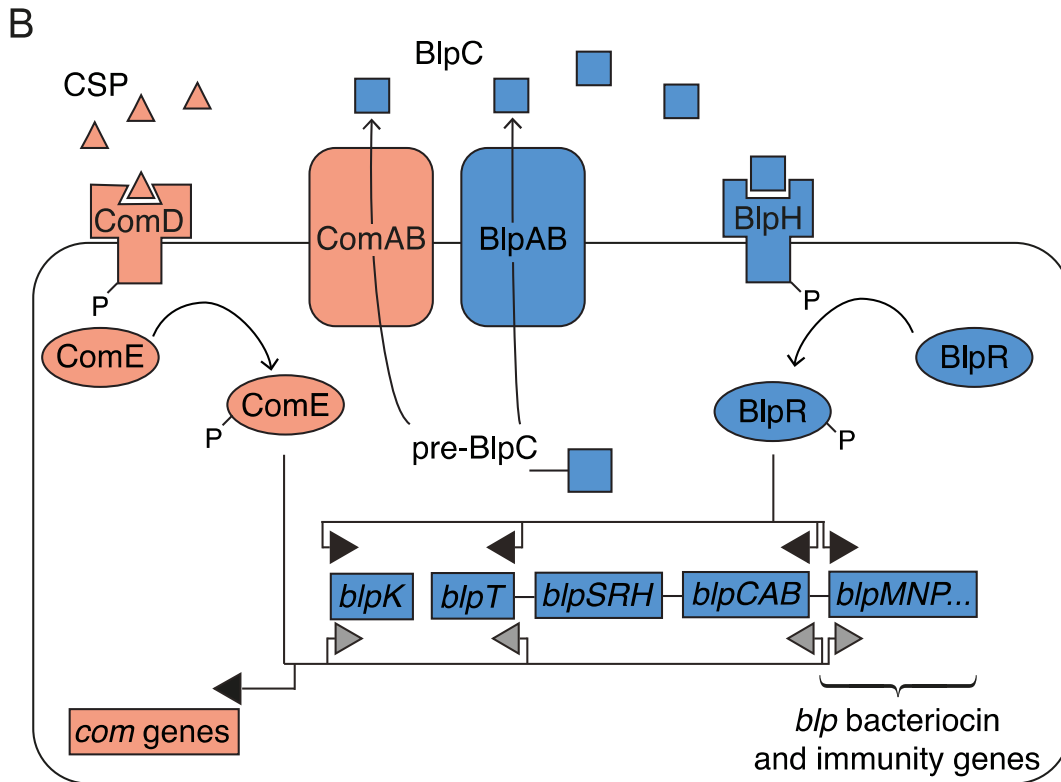 B
CSP
BlpC
ComD
ComAB
BlpAB
BlpH
P
P
ComE
BlpR
ComE
BlpR
P
P
pre-BlpC
blpK
blpT
blpSRH
blpCAB
blpMNP...
com genes
blp bacteriocin
and immunity genes